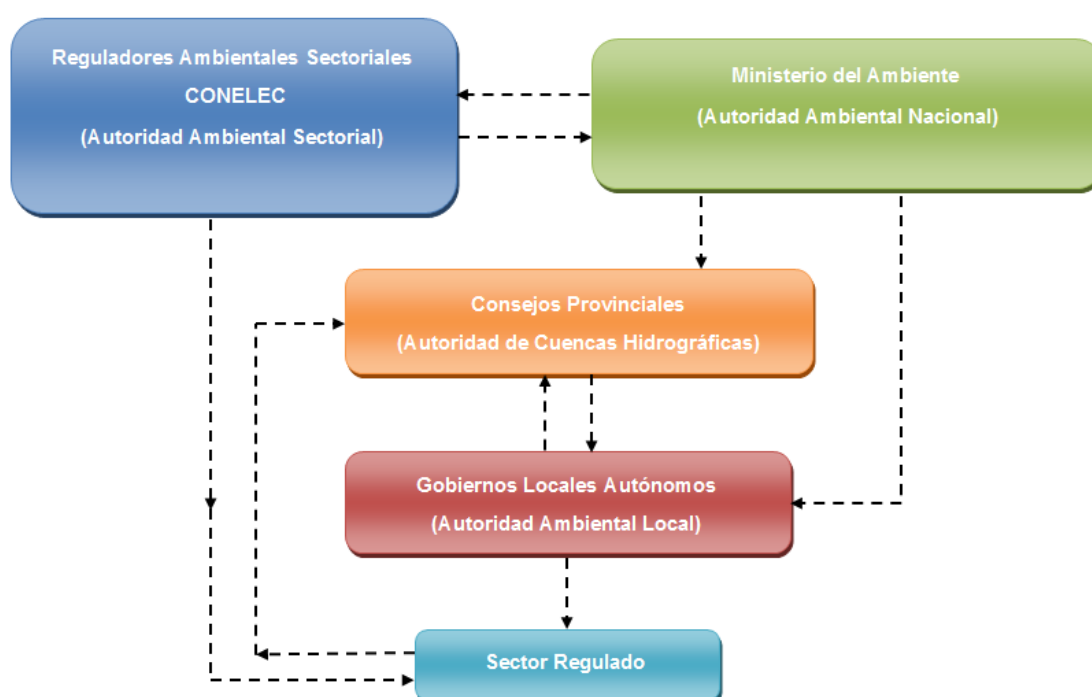 Reguladores Ambientales Sectoriales
CONELEC
(Autoridad Ambiental Sectorial)
Ministerio del Ambiente
(Autoridad Ambiental Nacional)
Consejos Provinciales
(Autoridad de Cuencas Hidrográficas)
Gobiernos Locales Autónomos
(Autoridad Ambiental Local)
Sector Regulado